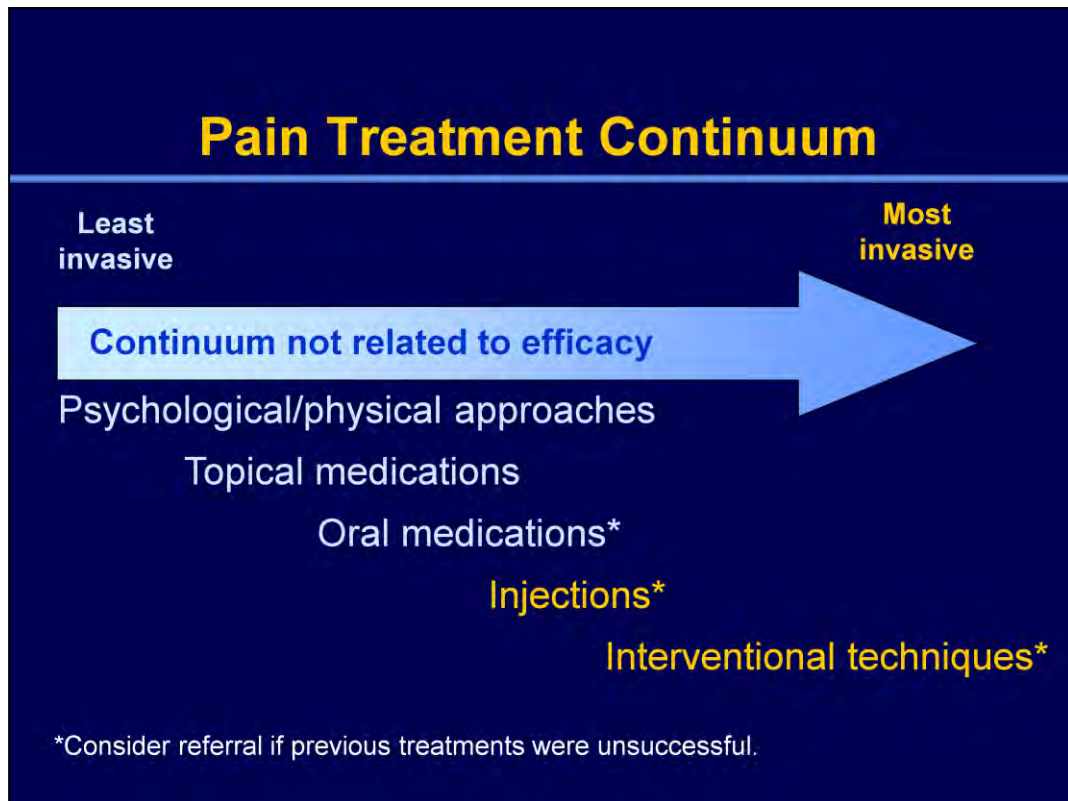 Pain Treatment Continuum
Least
invasive
Most
invasive
Continuum not related to efficacy
Psychological/physical approaches
Topical medications
Oral medications*
Injections*
Interventional techniques*
*Consider referral if previous treatments were unsuccessful.